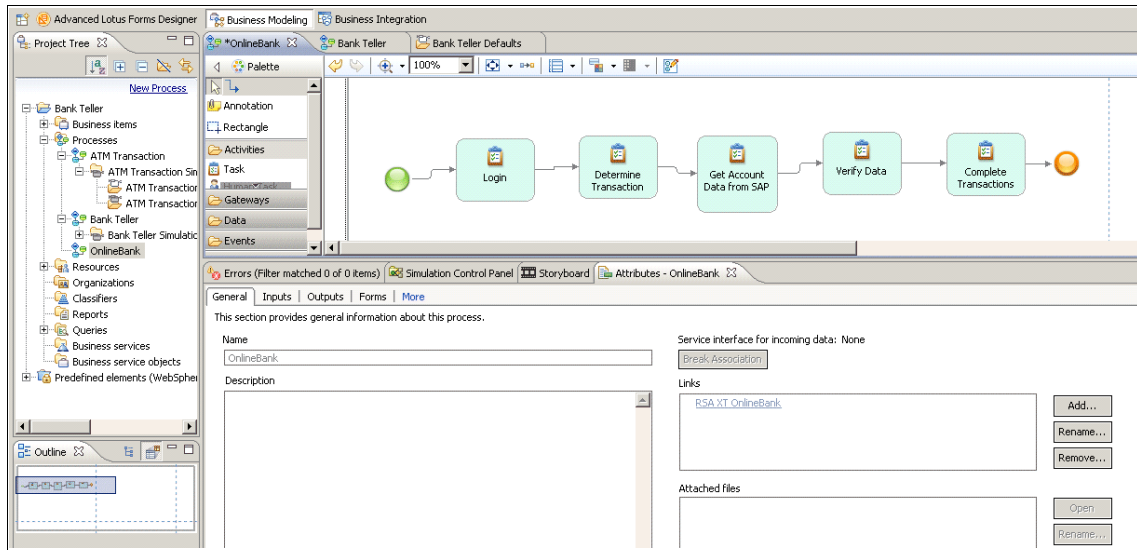 Advanced Lotus Forms Designer Business Modeling Business Integration
Project Tree
New Process
Bank Teller
Business items
Processes
ATM Transaction
ATM Transaction Sin
ATM Transaction
ATM Transaction
Bank Teller
Bank Teller Simulatic
OnlineBank
Resources
Organizations
Classifiers
Reports
Queries
Business services
Business service objects
Predefined elements (WebSpher
Outline
*OnlineBank Bank Teller Bank Teller Defaults
Palette 100%
Annotation
Rectangle
Activities
Task
Human Task
Gateways
Data
Events
Login
Determine
Transaction
Get Account
Data from SAP
Verify Data
Complete
Transactions
Errors (Filter matched 0 of 0 items) Simulation Control Panel Storyboard Attributes - OnlineBank
General Inputs Outputs Forms More
This section provides general information about this process.
Name
OnlineBank
Description
Service interface for incoming data: None
Break Association
Links
RSA XT OnlineBank
Add...
Rename...
Remove...
Attached files
Open
Rename...